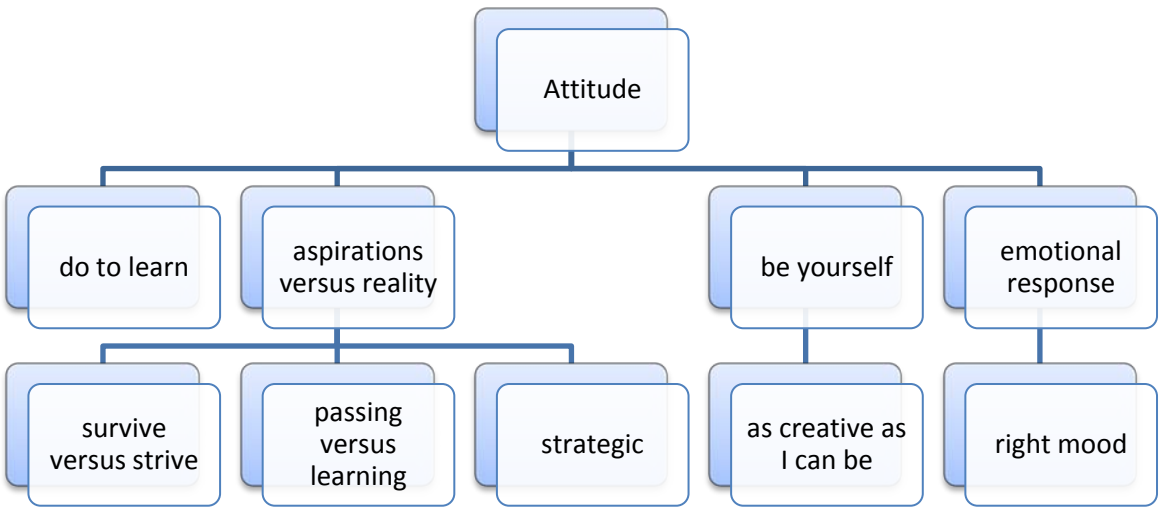 Attitude
do to learn
aspirations
versus reality
be yourself
emotional
response
survive
versus strive
passing
versus
learning
strategic
as creative as
I can be
right mood